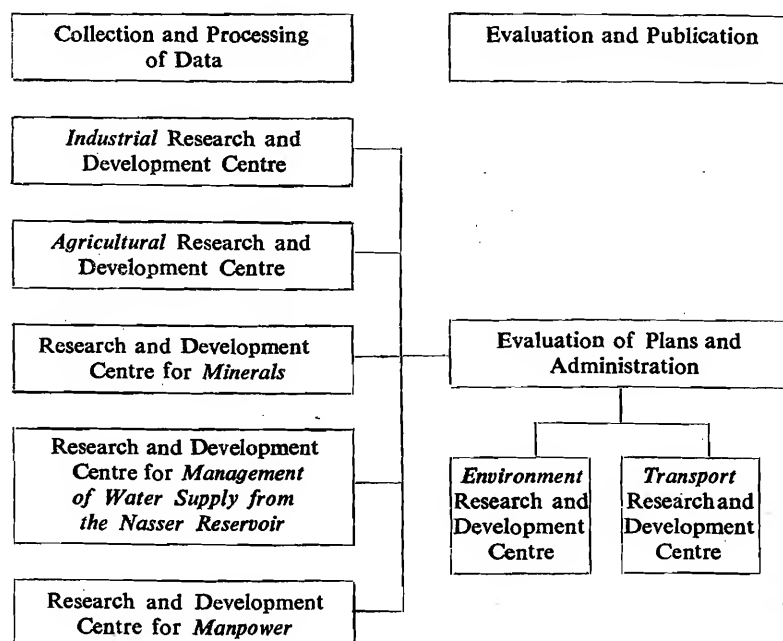 Collection and Processing
of Data
Evaluation and Publication
Industrial Research and
Development Centre
Agricultural Research and
Development Centre
Research and Development
Centre for Minerals
Research and Development
Centre for Management
of Water Supply from
the Nasser Reservoir
Research and Development
Centre for Manpower
Evaluation of Plans and
Administration
Environment
Research and
Development
Centre
Transport
Research and
Development
Centre